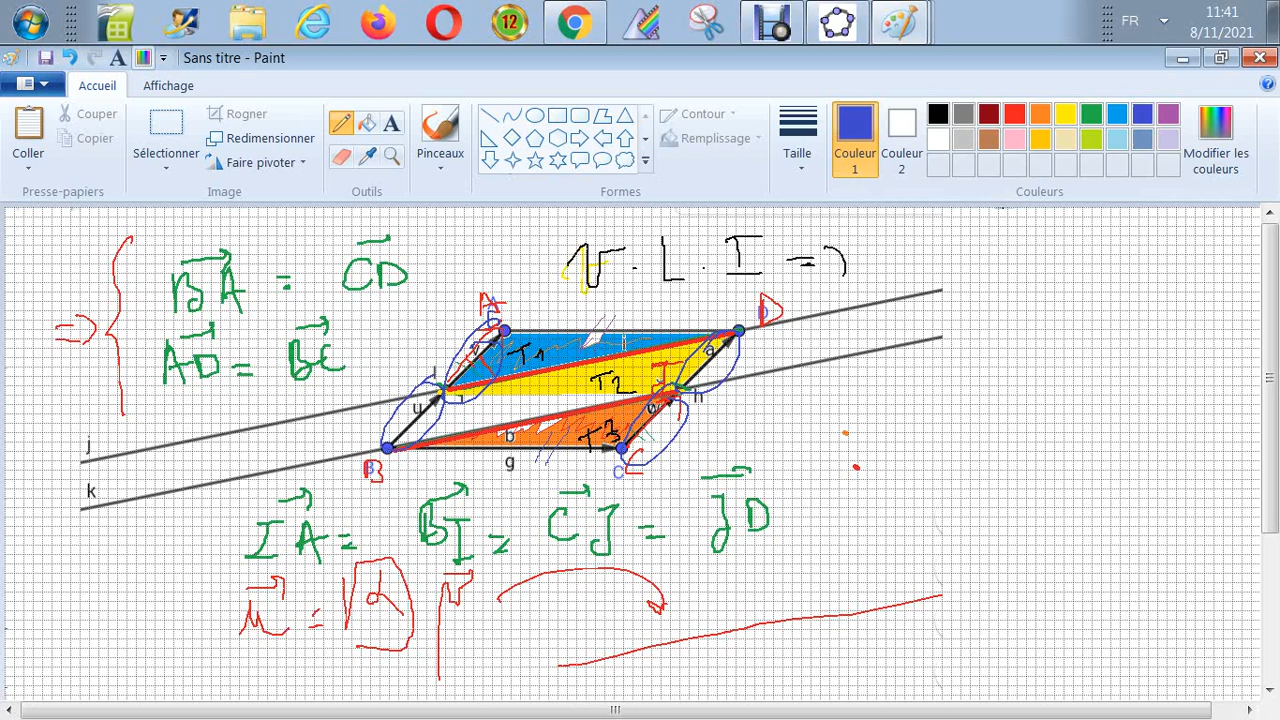 12
FR
11:41
8/11/2021
Sans titre - Paint
Accueil
Affichage
Coller
Couper
Copier
Presse-papiers
Sélectionner
Rogner
Redimensionner
Faire pivoter
Image
A
Outils
Pinceaux
Contour
Remplissage
Formes
Taille
Couleur 1
Couleur 2
Modifier les couleurs
Couleurs
BA = CD
AD = BC
=>
L . I =>
A
D
T1
T2
T3
I
u
a
h
b
g
B
C
j
k
IA = BI = CJ = JD